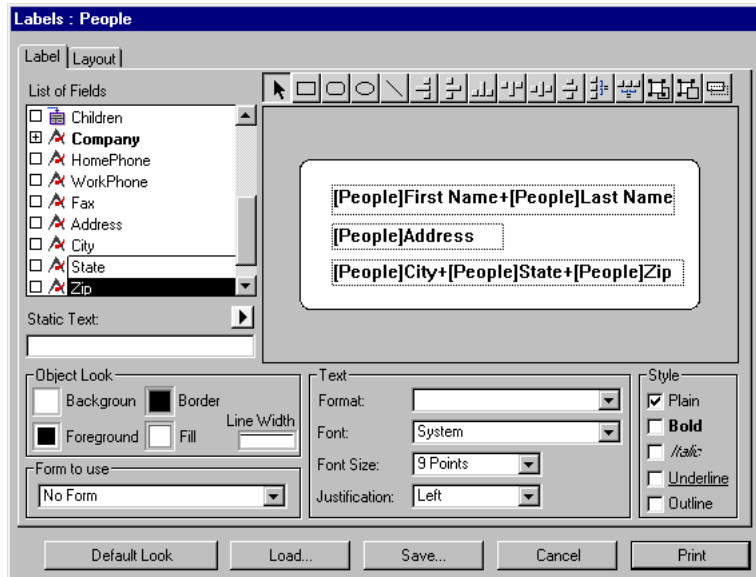 Labels : People
Label Layout
List of Fields
Children
Company
HomePhone
WorkPhone
Fax
Address
City
State
Zip
Static Text:
[People]First Name+[People]Last Name
[People]Address
[People]City+[People]State+[People]Zip
Object Look
Backgroun Border
Foreground Fill Line Width
Form to use
No Form
Text
Format:
Font: System
Font Size: 9 Points
Justification: Left
Style
Plain
Bold
Italic
Underline
Outline
Default Look Load... Save... Cancel Print